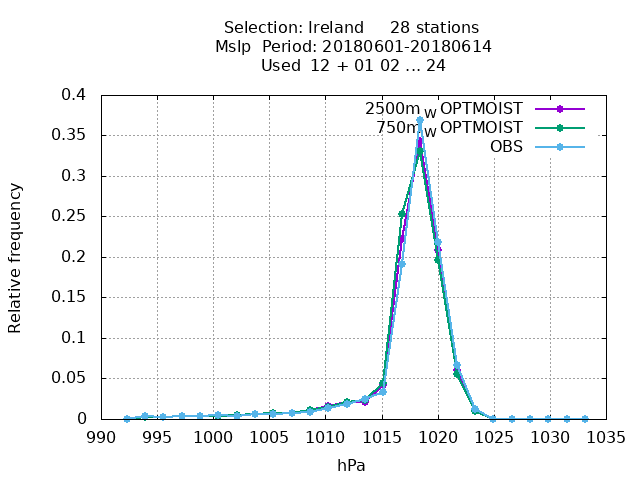 Selection: Ireland 28 stations
Mslp Period: 20180601-20180614
Used 12 + 01 02 ... 24
2500m W OPTMOIST
750m W OPTMOIST
OBS
Relative frequency
0.4
0.35
0.3
0.25
0.2
0.15
0.1
0.05
0
990 995 1000 1005 1010 1015 1020 1025 1030 1035
hPa